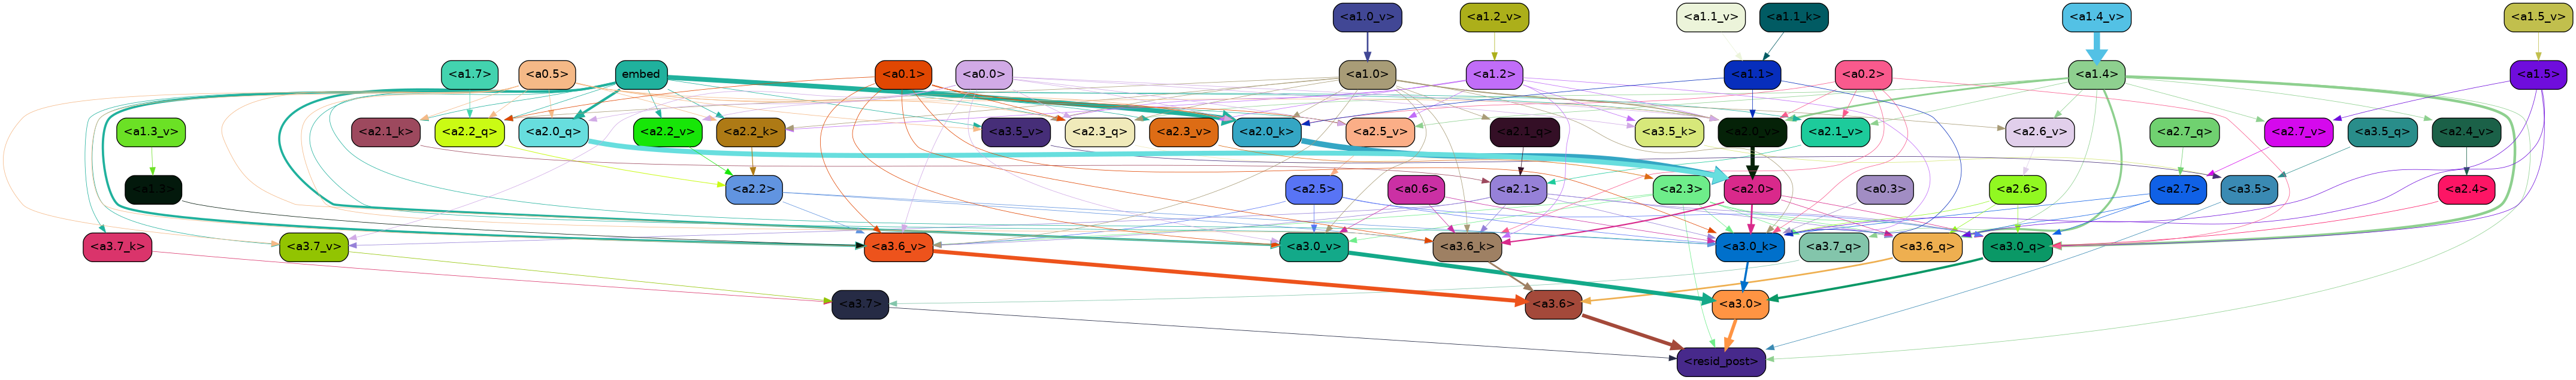 <a1.0_v> <a1.2_v> <a1.1_v> <a1.1_k> <a1.4_v> <a1.5_v>
<a1.7> <a0.5> embed <a0.1> <a0.0> <a1.0> <a1.2> <a1.1> <a0.2> <a1.4> <a1.5>
<a1.3_v> <a2.1_k> <a2.2_q> <a2.0_q> <a2.2_v> <a2.2_k> <a3.5_v> <a2.3_q> <a2.3_v> <a2.0_k> <a2.5_v> <a2.1_q> <a3.5_k> <a2.0_v> <a2.1_v> <a2.6_v> <a2.7_q> <a2.7_v> <a3.5_q> <a2.4_v>
<a1.3> <a2.2> <a2.5> <a0.6> <a2.1> <a2.3> <a2.0> <a0.3> <a2.6> <a2.7> <a3.5> <a2.4>
<a3.7_k> <a3.7_v> <a3.6_v> <a3.0_v> <a3.6_k> <a3.0_k> <a3.7_q> <a3.6_q> <a3.0_q>
<a3.7> <a3.6> <a3.0>
<resid_post>